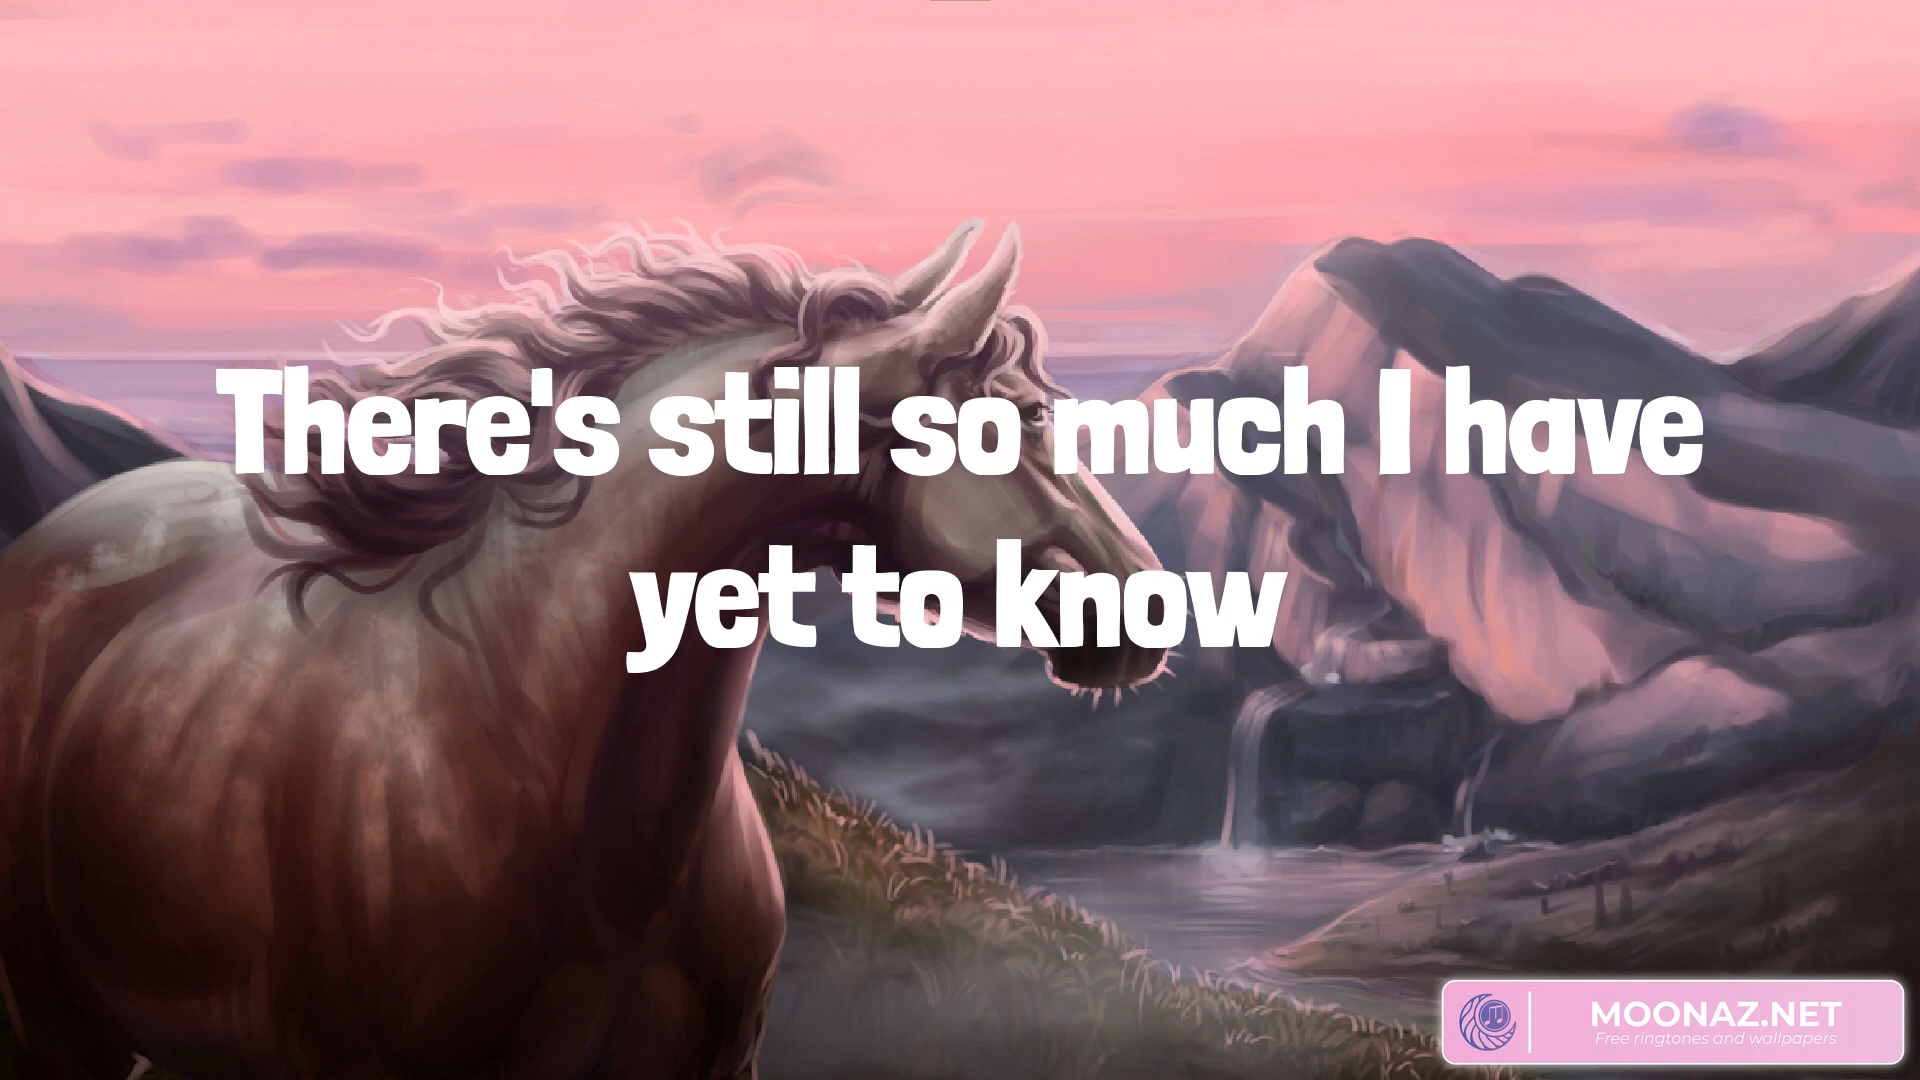 There's still so much I have
yet to know
MOONAZ.NET
Free ringtones and wallpapers